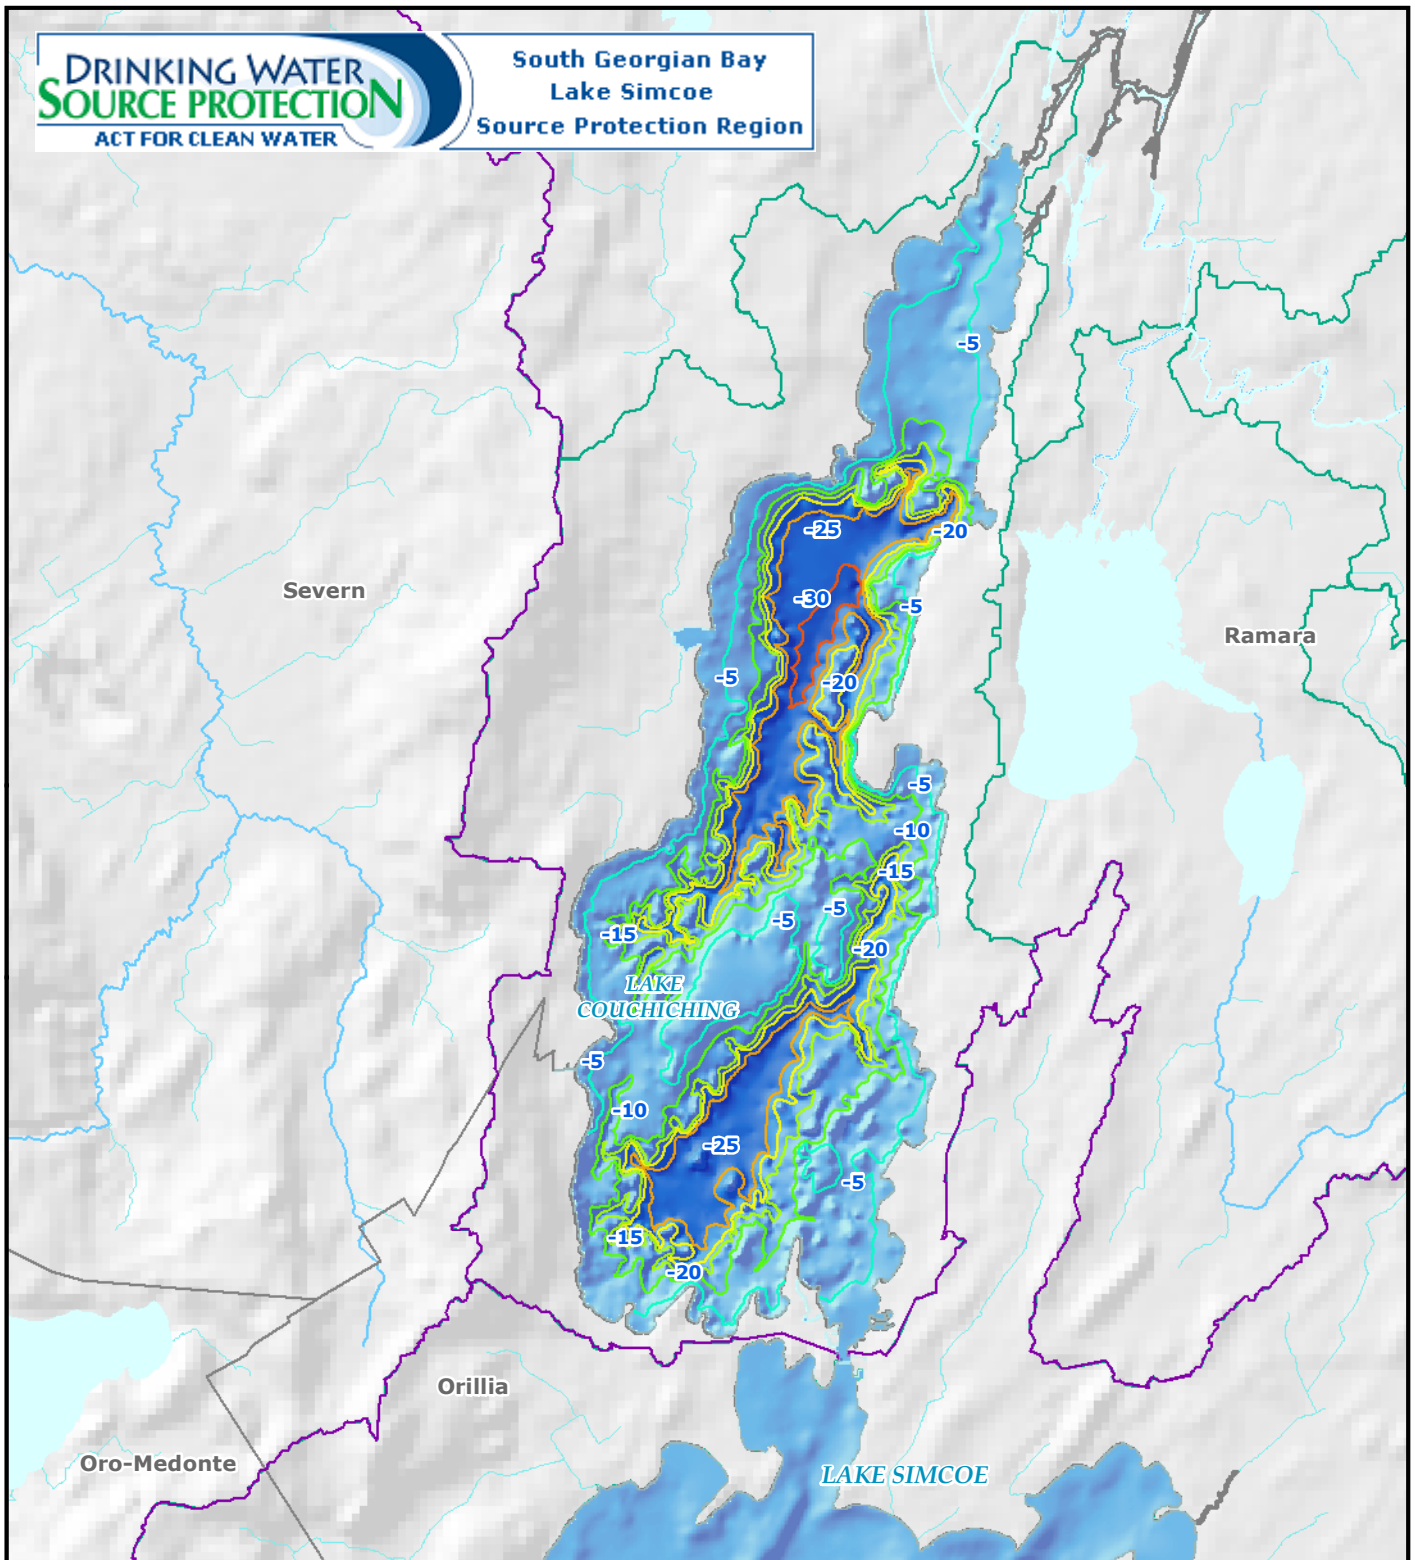 DRINKING WATER
SOURCE PROTECTION
ACT FOR CLEAN WATER
South Georgian Bay
Lake Simcoe
Source Protection Region
-5
-25
-20
Severn
-30
-5
Ramara
-5
-20
-5
-10
-15
-5
-5
-15
-20
LAKE
COUCHICHING
-5
-10
-25
-5
-15
-20
Orillia
Oro-Medonte
LAKE SIMCOE